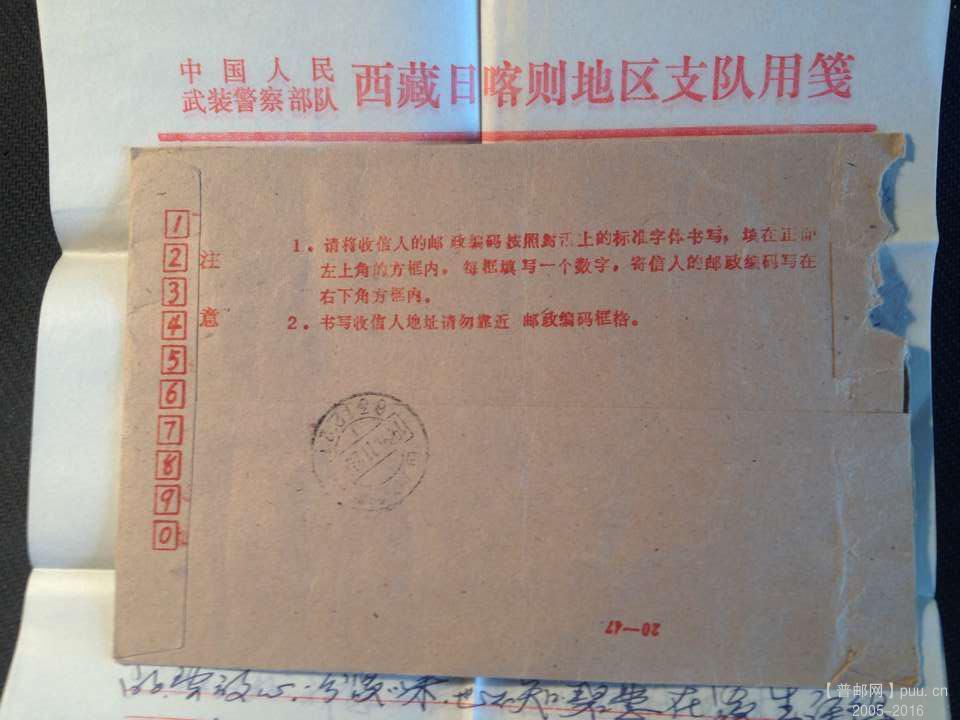 中国人民
武装警察部队
西藏日喀则地区支队用笺
注意
1。请将收信人的邮政编码按照封面上的标准字体书写，填在正面
左上角的方框内。每框填写一个数字，寄信人的邮政编码写在
右下角方框内。
2。书写收信人地址请勿靠近 邮政编码框格。
1
2
3
4
5
6
7
8
9
0
20—47
【普邮网】puu.cn
2005-2016